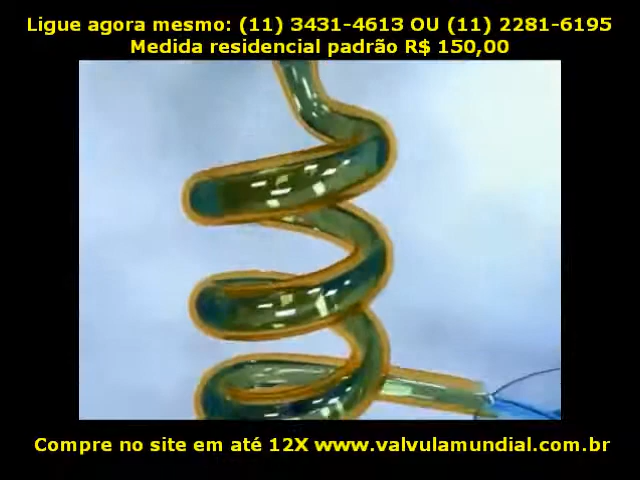 Ligue agora mesmo: (11) 3431-4613 OU (11) 2281-6195
Medida residencial padrão R$ 150,00
Compre no site em até 12X www.valvulamundial.com.br